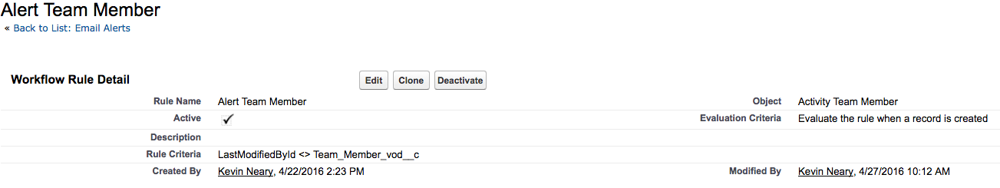 Alert Team Member
« Back to List: Email Alerts
Workflow Rule Detail Edit Clone Deactivate
Rule Name Alert Team Member Object Activity Team Member
Active Evaluation Criteria Evaluate the rule when a record is created
Description
Rule Criteria LastModifiedById <> Team_Member_vod__c
Created By Kevin Neary, 4/22/2016 2:23 PM Modified By Kevin Neary, 4/27/2016 10:12 AM